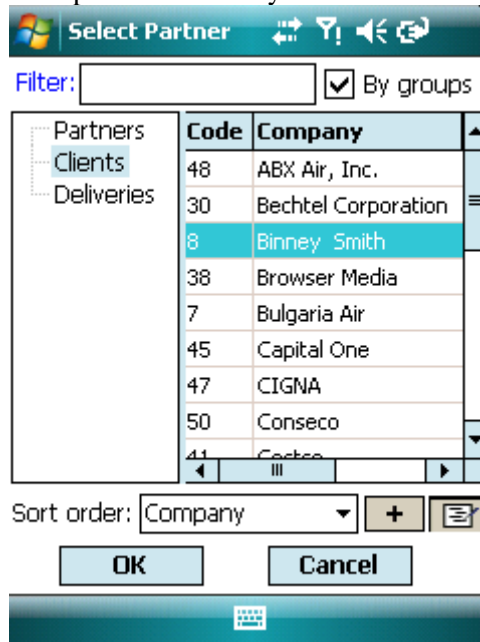 Select Partner
Filter: By groups
Partners
Clients
Deliveries
Code Company
48 ABX Air, Inc.
30 Bechtel Corporation
8 Binney Smith
38 Browser Media
7 Bulgaria Air
45 Capital One
47 CIGNA
50 Conseco
41 Costco
Sort order: Company +
OK Cancel